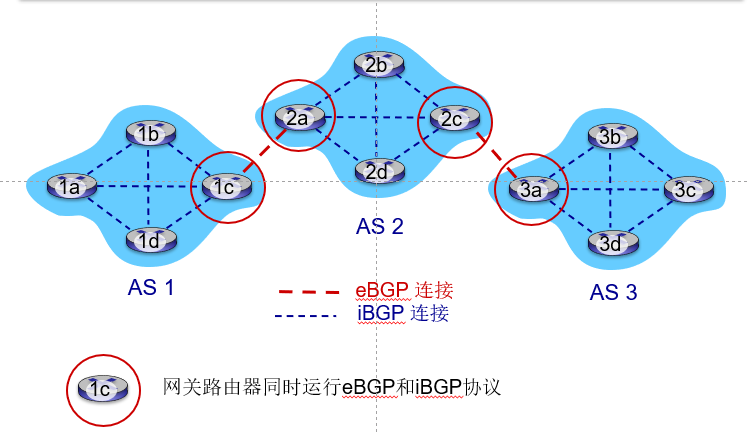 2b
2a
2c
2d
1b
1a
1c
1d
3b
3a
3c
3d
AS 2
AS 1
AS 3
eBGP 连接
iBGP 连接
1c
网关路由器同时运行eBGP和iBGP协议